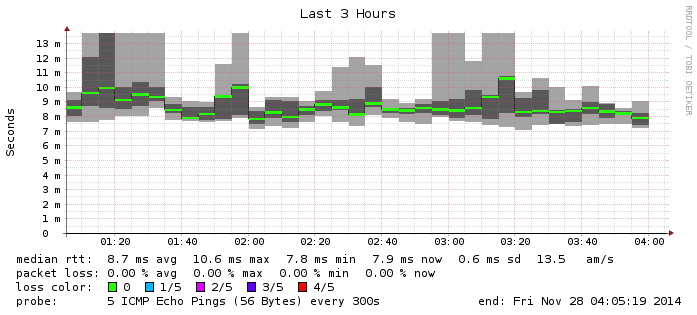 Last 3 Hours
RRDTOOL / TOBI OETIKER
Seconds
13 m
12 m
11 m
10 m
9 m
8 m
7 m
6 m
5 m
4 m
3 m
2 m
1 m
0
01:20 01:40 02:00 02:20 02:40 03:00 03:20 03:40 04:00
median rtt: 8.7 ms avg 10.6 ms max 7.8 ms min 7.9 ms now 0.6 ms sd 13.5 am/s
packet loss: 0.00 % avg 0.00 % max 0.00 % min 0.00 % now
loss color: 0 1/5 2/5 3/5 4/5
probe: 5 ICMP Echo Pings (56 Bytes) every 300s end: Fri Nov 28 04:05:19 2014